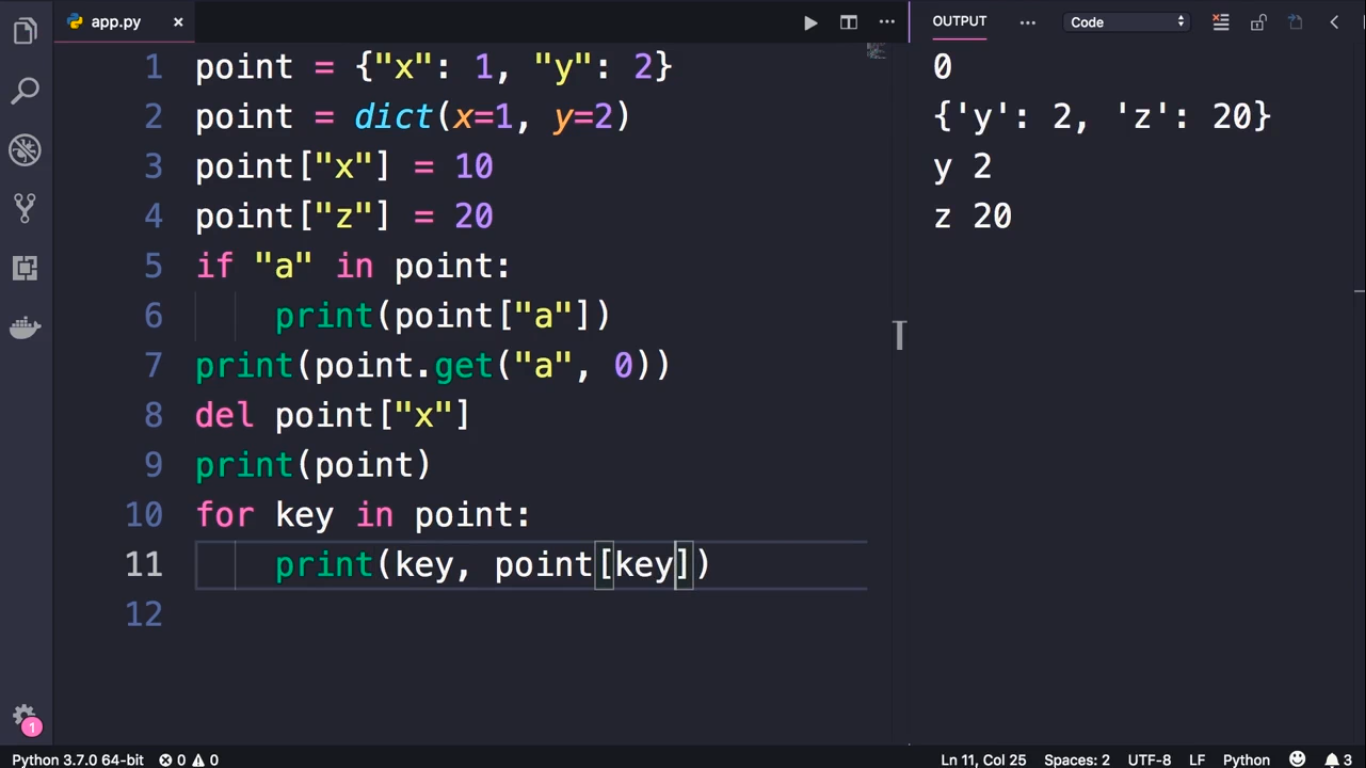 app.py ×
OUTPUT ··· Code
1 point = {"x": 1, "y": 2}
2 point = dict(x=1, y=2)
3 point["x"] = 10
4 point["z"] = 20
5 if "a" in point:
6     print(point["a"])
7 print(point.get("a", 0))
8 del point["x"]
9 print(point)
10 for key in point:
11     print(key, point[key])
12
0
{'y': 2, 'z': 20}
y 2
z 20
1
Python 3.7.0 64-bit 0 0 Ln 11, Col 25 Spaces: 2 UTF-8 LF Python 3